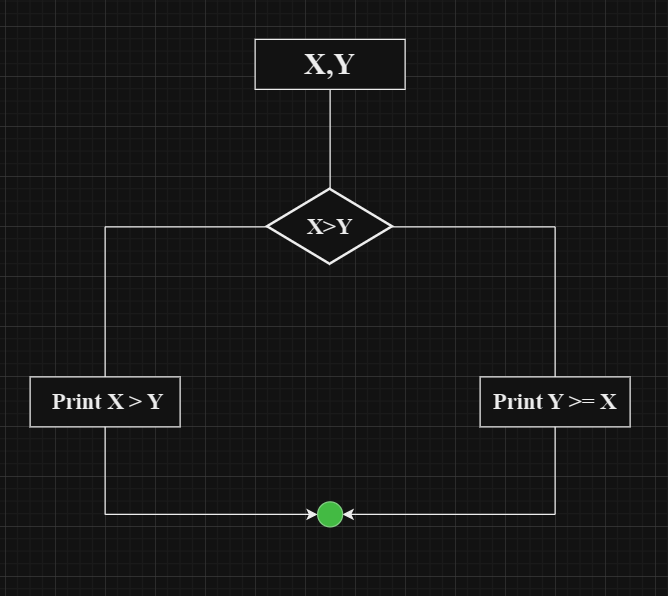 X,Y
X>Y
Print X > Y
Print Y >= X